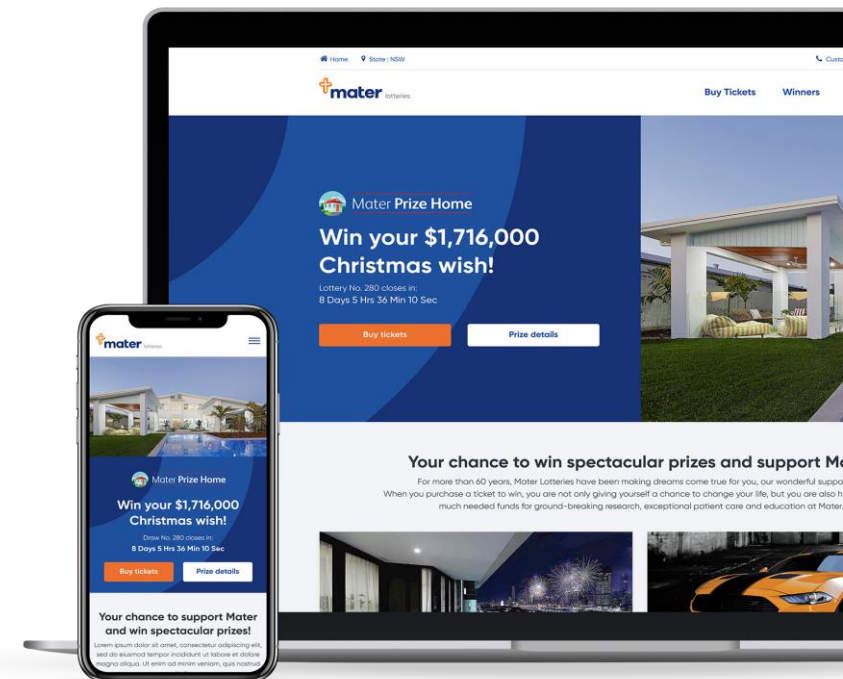 Home State : NSW Custo
mater lotteries
Buy Tickets Winners
Mater Prize Home
Win your $1,716,000
Christmas wish!
Lottery No. 280 closes in:
8 Days 5 Hrs 36 Min 10 Sec
Buy tickets Prize details
Your chance to win spectacular prizes and support M
For more than 60 years, Mater Lotteries have been making dreams come true for you, our wonderful suppo
When you purchase a ticket to win, you are not only giving yourself a chance to change your life, but you are also h
much needed funds for ground-breaking research, exceptional patient care and education at Mater.
mater lotteries
Mater Prize Home
Win your $1,716,000
Christmas wish!
Draw No. 280 closes in:
8 Days 5 Hrs 36 Min 10 Sec
Buy tickets Prize details
Your chance to support Mater
and win spectacular prizes!
Lorem ipsum dolor sit amet, consectetur adipiscing elit,
sed do eiusmod tempor incididunt ut labore et dolore
magna aliqua. Ut enim ad minim veniam, quis nostrud